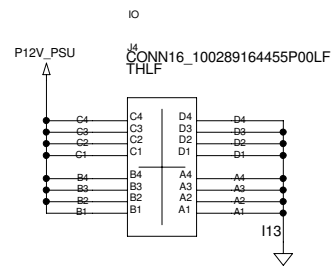 IO
J4
P12V_PSU
CONN16_100289164455P00LF
THLF
C4 C4 D4 D4
C3 C3 D3 D3
C2 C2 D2 D2
C1 C1 D1 D1
B4 B4 A4 A4
B3 B3 A3 A3
B2 B2 A2 A2
B1 B1 A1 A1
I13